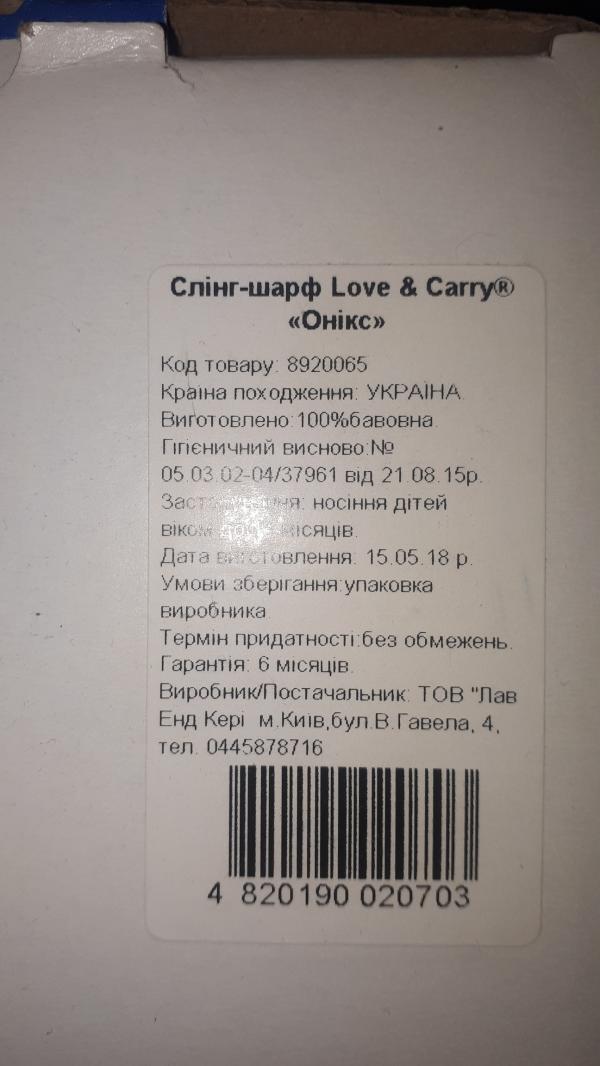 Слінг-шарф Love & Carry®
«Онікс»
Код товару: 8920065
Країна походження: УКРАЇНА.
Виготовлено:100%бавовна.
Гігієничний висново:№
05.03.02-04/37961 від 21.08.15р.
носіння дітей
віком місяців.
Дата виготовлення: 15.05.18 р.
Умови зберігання:упаковка
виробника.
Термін придатності:без обмежень.
Гарантія: 6 місяців.
Виробник/Постачальник: ТОВ "Лав
Енд Кері м.Київ,бул.В.Гавела, 4,
тел. 0445878716
4 820190 020703